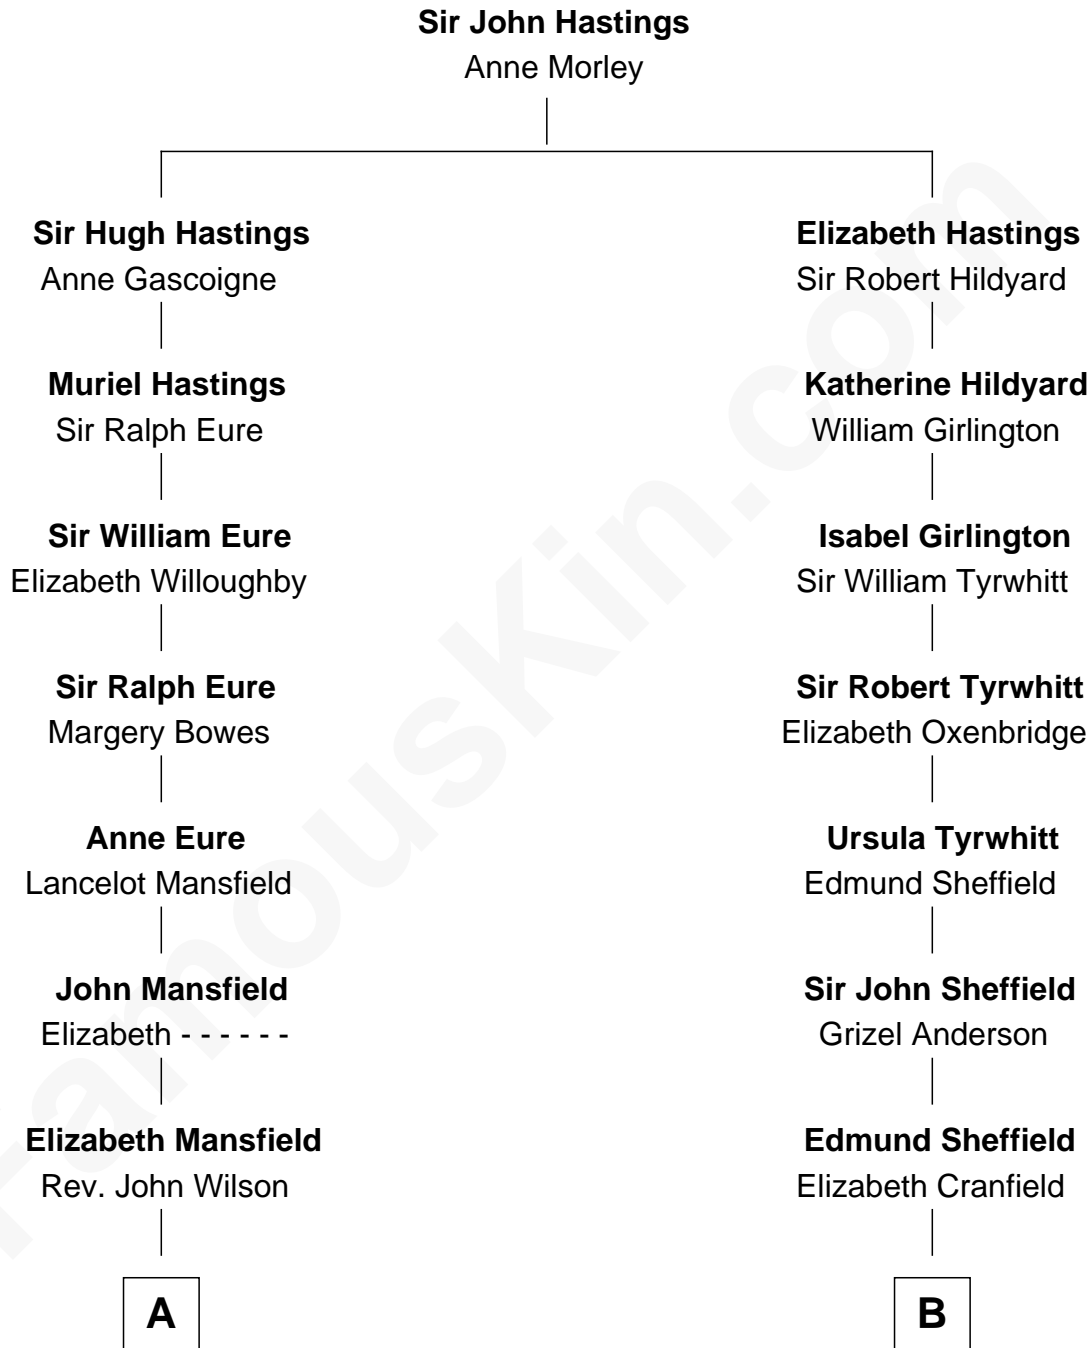 Sir John Hastings
Anne Morley
Sir Hugh Hastings
Anne Gascoigne
Muriel Hastings
Sir Ralph Eure
Sir William Eure
Elizabeth Willoughby
Sir Ralph Eure
Margery Bowes
Anne Eure
Lancelot Mansfield
John Mansfield
Elizabeth - - - - - -
Elizabeth Mansfield
Rev. John Wilson
A
Elizabeth Hastings
Sir Robert Hildyard
Katherine Hildyard
William Girlington
Isabel Girlington
Sir William Tyrwhitt
Sir Robert Tyrwhitt
Elizabeth Oxenbridge
Ursula Tyrwhitt
Edmund Sheffield
Sir John Sheffield
Grizel Anderson
Edmund Sheffield
Elizabeth Cranfield
B
FamousKin.com